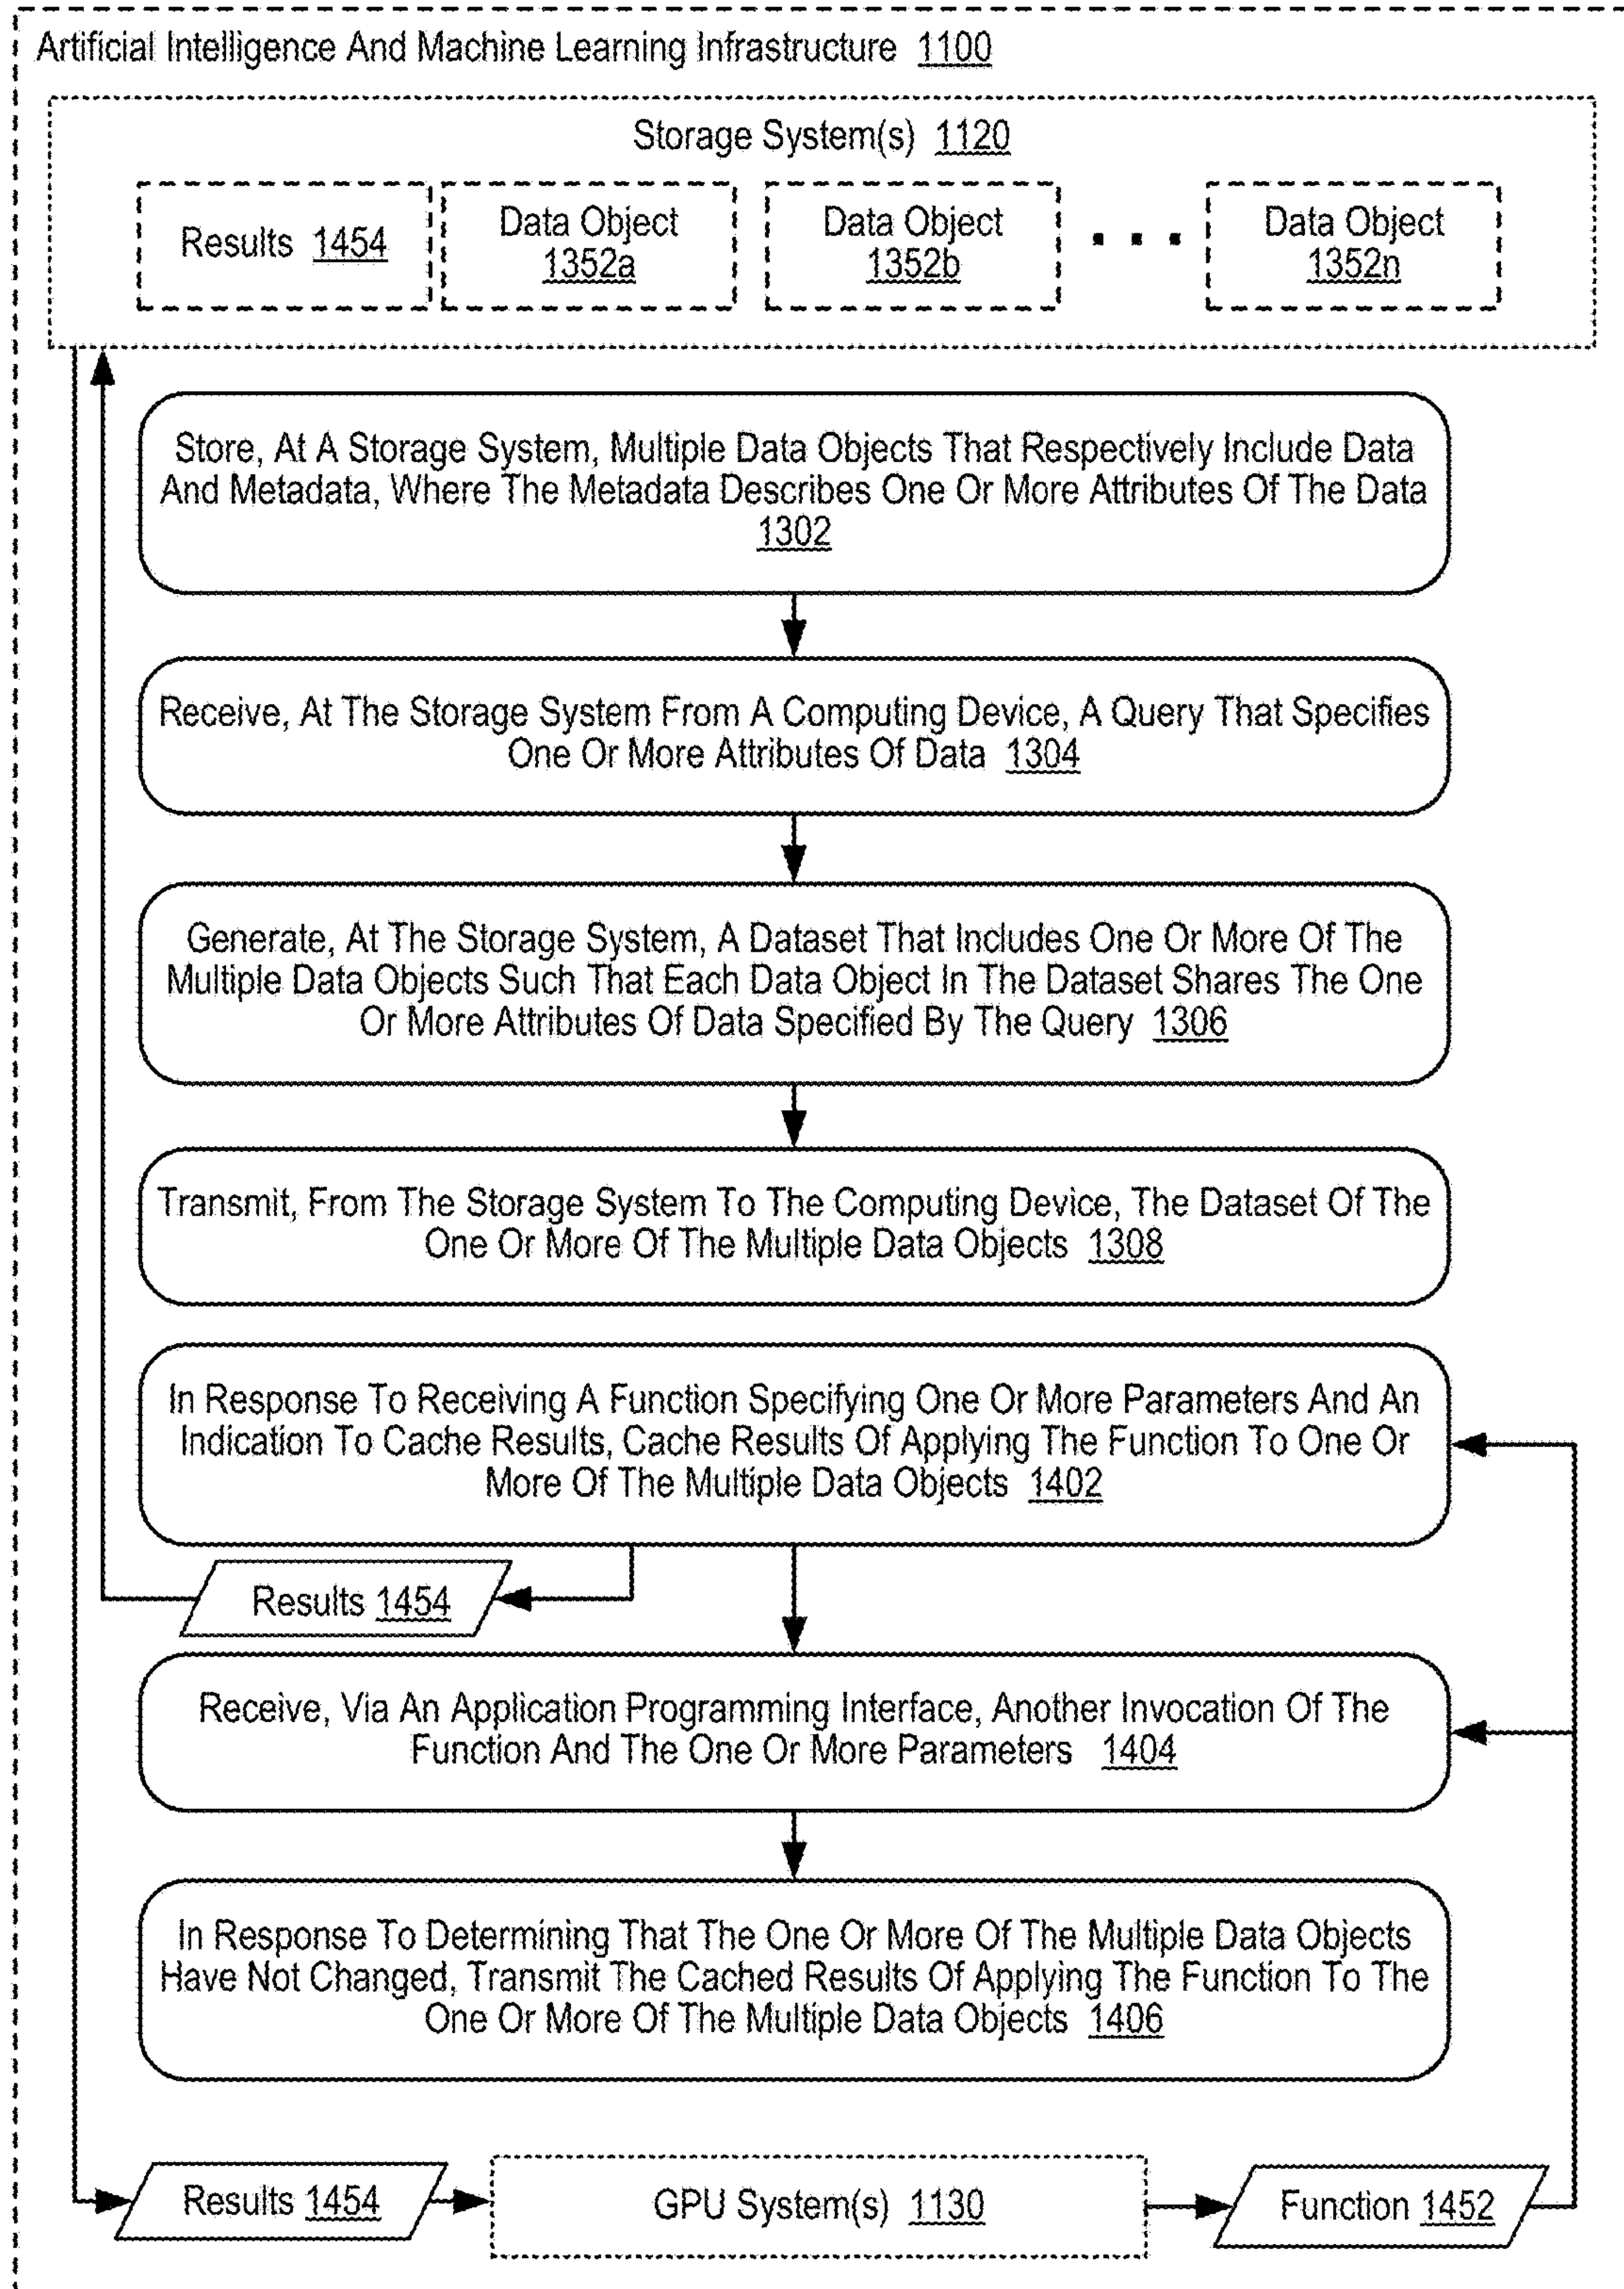 Artificial Intelligence And Machine Learning Infrastructure 1100
Storage System(s) 1120
Results 1454
Data Object
1352a
Data Object
1352b
Data Object
1352n
Store, At A Storage System, Multiple Data Objects That Respectively Include Data
And Metadata, Where The Metadata Describes One Or More Attributes Of The Data
1302
Receive, At The Storage System From A Computing Device, A Query That Specifies
One Or More Attributes Of Data 1304
Generate, At The Storage System, A Dataset That Includes One Or More Of The
Multiple Data Objects Such That Each Data Object In The Dataset Shares The One
Or More Attributes Of Data Specified By The Query 1306
Transmit, From The Storage System To The Computing Device, The Dataset Of The
One Or More Of The Multiple Data Objects 1308
In Response To Receiving A Function Specifying One Or More Parameters And An
Indication To Cache Results, Cache Results Of Applying The Function To One Or
More Of The Multiple Data Objects 1402
Results 1454
Receive, Via An Application Programming Interface, Another Invocation Of The
Function And The One Or More Parameters 1404
In Response To Determining That The One Or More Of The Multiple Data Objects
Have Not Changed, Transmit The Cached Results Of Applying The Function To The
One Or More Of The Multiple Data Objects 1406
Results 1454
GPU System(s) 1130
Function 1452